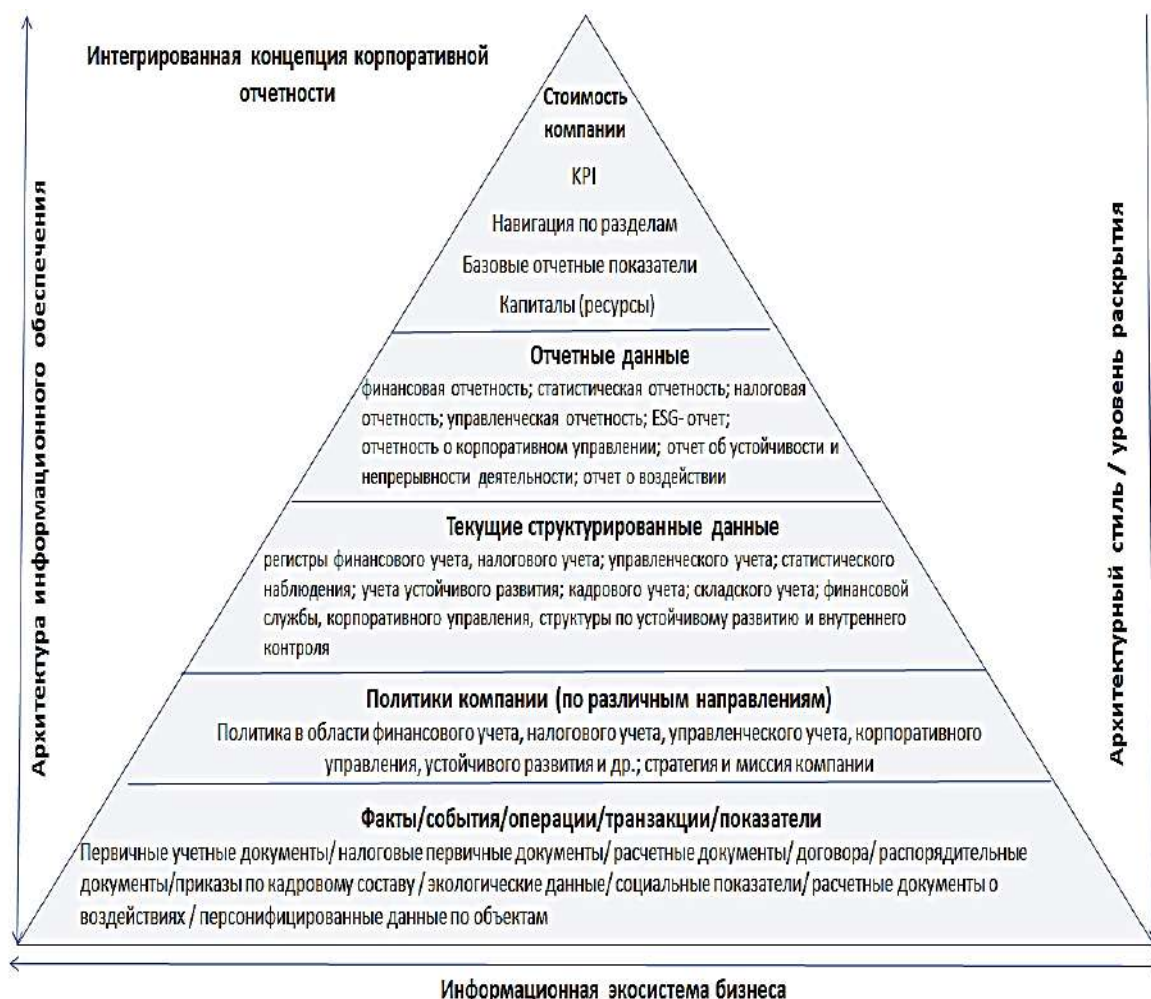 Интегрированная концепция корпоративной
отчетности
Стоимость
компании
KPI
Навигация по разделам
Базовые отчетные показатели
Капиталы (ресурсы)
Отчетные данные
финансовая отчетность; статистическая отчетность; налоговая
отчетность; управленческая отчетность; ESG- отчет;
отчетность о корпоративном управлении; отчет об устойчивости и
непрерывности деятельности; отчет о воздействии
Текущие структурированные данные
регистры финансового учета, налогового учета; управленческого учета; статистического
наблюдения; учета устойчивого развития; кадрового учета; складского учета; финансовой
службы, корпоративного управления, структуры по устойчивому развитию и внутреннего
контроля
Политики компании (по различным направлениям)
Политика в области финансового учета, налогового учета, управленческого учета, корпоративного
управления, устойчивого развития и др.; стратегия и миссия компании
Факты/события/операции/транзакции/показатели
Первичные учетные документы/ налоговые первичные документы/ расчетные документы/ договора/ распорядительные
документы/приказы по кадровому составу / экологические данные/ социальные показатели/ расчетные документы о
воздействиях / персонифицированные данные по объектам
Архитектура информационного обеспечения
Архитектурный стиль / уровень раскрытия
Информационная экосистема бизнеса